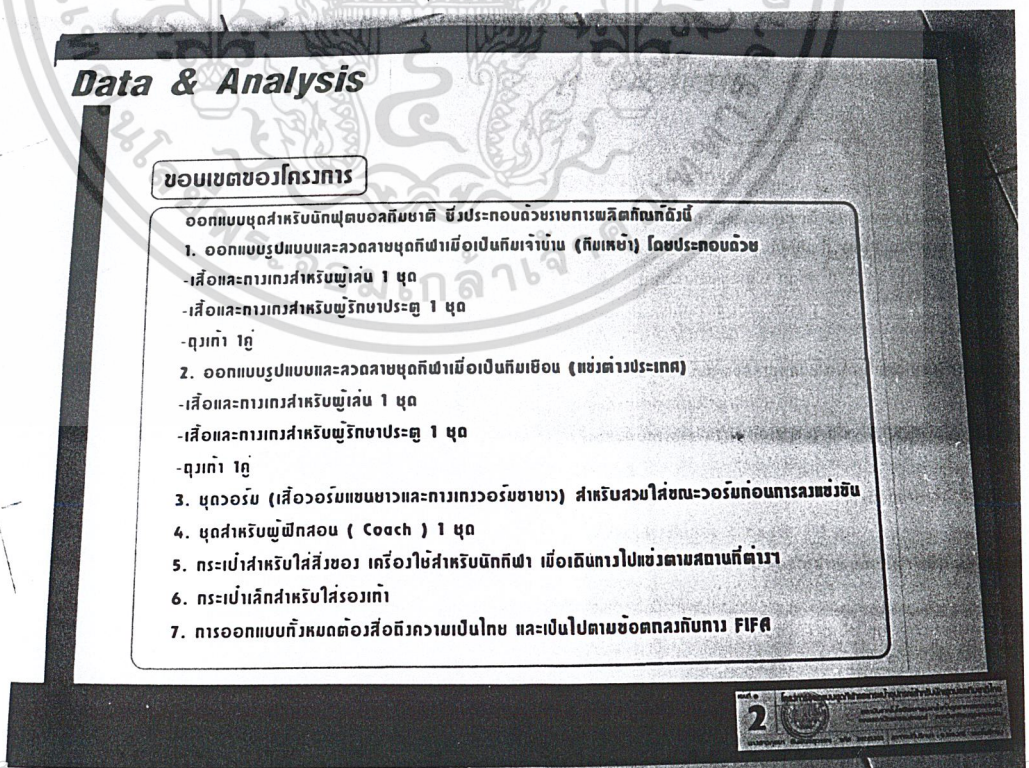 Data & Analysis
ขอบเขตของโครงการ
ออกแบบชุดสำหรับนักฟุตบอลทีมชาติ ซึ่งประกอบด้วยรายการผลิตภัณฑ์ดังนี้
1. ออกแบบรูปแบบและลวดลายชุดกีฬาเมื่อเป็นทีมเจ้าบ้าน (ทีมเหย้า) โดยประกอบด้วย
-เสื้อและกางเกงสำหรับผู้เล่น 1 ชุด
-เสื้อและกางเกงสำหรับผู้รักษาประตู 1 ชุด
-ถุงเท้า 1คู่
2. ออกแบบรูปแบบและลวดลายชุดกีฬาเมื่อเป็นทีมเยือน (แข่งต่างประเทศ)
-เสื้อและกางเกงสำหรับผู้เล่น 1 ชุด
-เสื้อและกางเกงสำหรับผู้รักษาประตู 1 ชุด
-ถุงเท้า 1คู่
3. ชุดวอร์ม (เสื้อวอร์มแขนยาวและกางเกงวอร์มขายาว) สำหรับสวมใส่ขณะวอร์มก่อนการลงแข่งขัน
4. ชุดสำหรับผู้ฝึกสอน ( Coach ) 1 ชุด
5. กระเป๋าสำหรับใส่สิ่งของ เครื่องใช้สำหรับนักกีฬา เมื่อเดินทางไปแข่งตามสถานที่ต่างๆ
6. กระเป๋าเล็กสำหรับใส่รองเท้า
7. การออกแบบทั้งหมดต้องสื่อถึงความเป็นไทย และเป็นไปตามข้อตกลงกับทาง FIFA
2